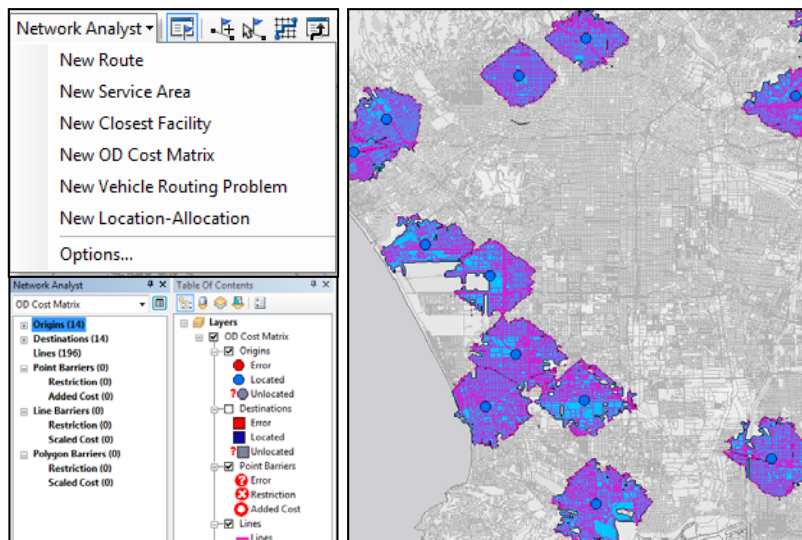 Network Analyst
New Route
New Service Area
New Closest Facility
New OD Cost Matrix
New Vehicle Routing Problem
New Location-Allocation
Options...
Network Analyst
OD Cost Matrix
Origins (14)
Destinations (14)
Lines (196)
Point Barriers (0)
Restriction (0)
Added Cost (0)
Line Barriers (0)
Restriction (0)
Scaled Cost (0)
Polygon Barriers (0)
Restriction (0)
Scaled Cost (0)
Table Of Contents
Layers
OD Cost Matrix
Origins
Error
Located
? Unlocated
Destinations
Error
Located
? Unlocated
Point Barriers
? Error
Restriction
Added Cost
Lines
Lines